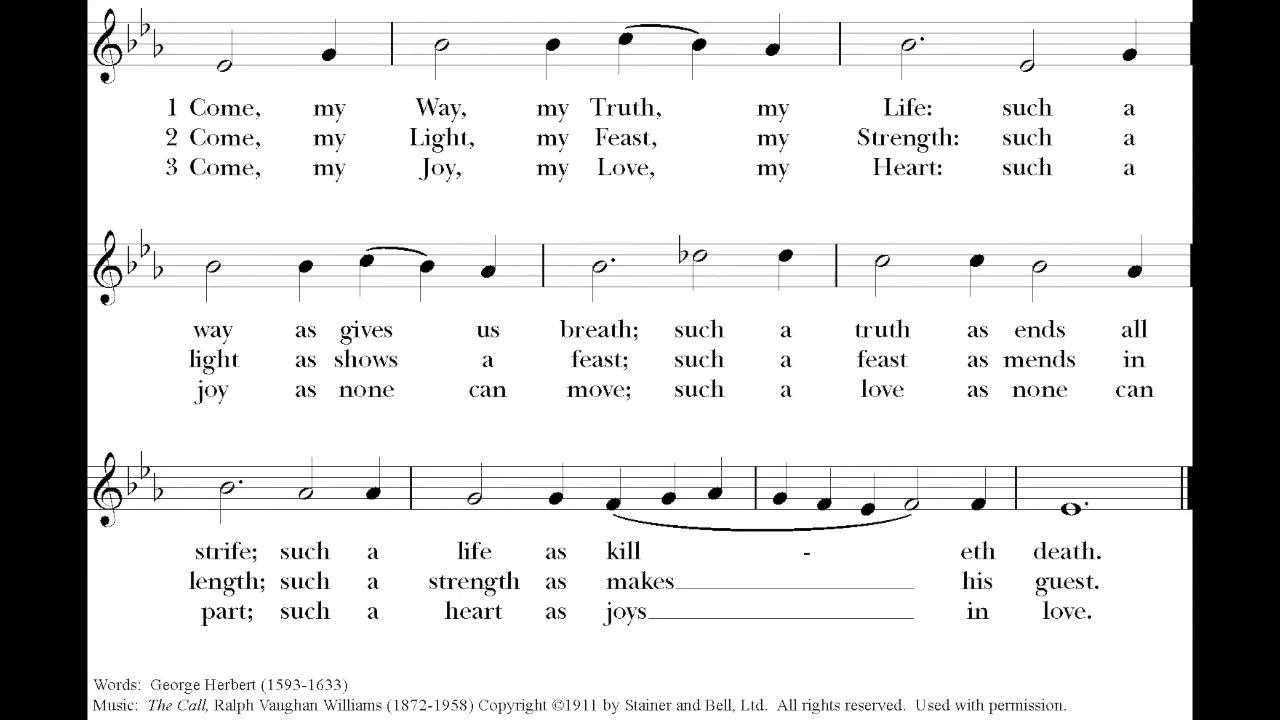 1 Come, my Way, my Truth, my Life: such a
2 Come, my Light, my Feast, my Strength: such a
3 Come, my Joy, my Love, my Heart: such a
way as gives us breath; such a truth as ends all
light as shows a feast; such a feast as mends in
joy as none can move; such a love as none can
strife; such a life as kill - eth death.
length; such a strength as makes his guest.
part; such a heart as joys in love.
Words: George Herbert (1593-1633)
Music: The Call, Ralph Vaughan Williams (1872-1958) Copyright ©1911 by Stainer and Bell, Ltd. All rights reserved. Used with permission.